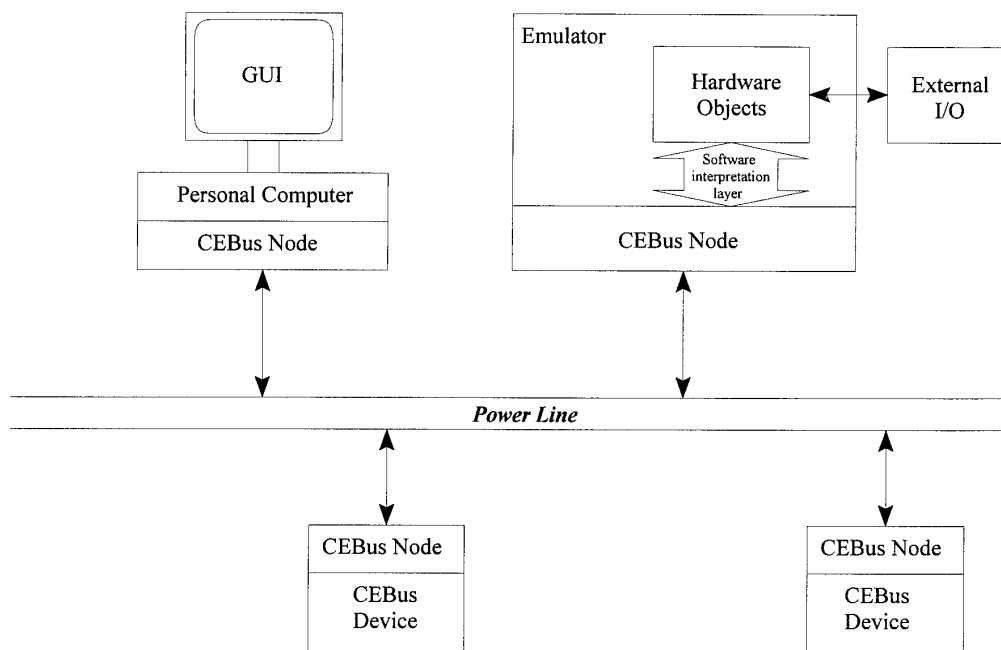 GUI
Personal Computer
CEBus Node
Emulator
Hardware
Objects
External
I/O
Software
interpretation
layer
CEBus Node
Power Line
CEBus Node
CEBus
Device
CEBus Node
CEBus
Device